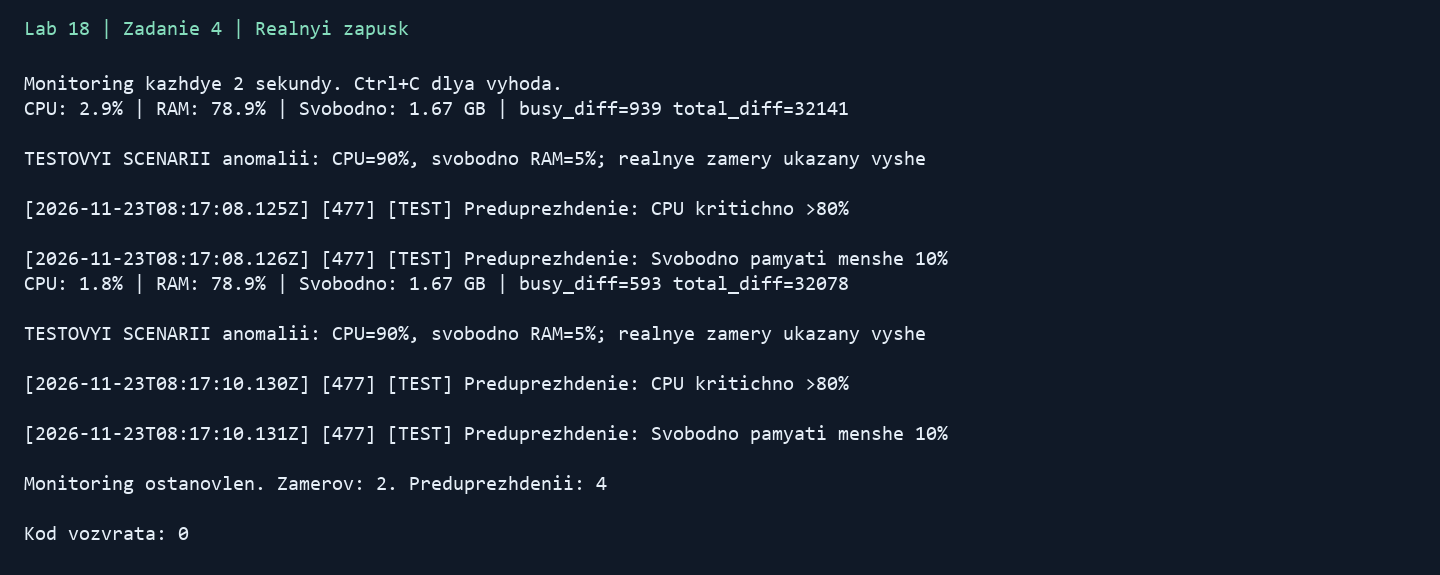 Lab 18 | Zadanie 4 | Realnyi zapusk
Monitoring kazhdye 2 sekundy. Ctrl+C dlya vyhoda.
CPU: 2.9% | RAM: 78.9% | Svobodno: 1.67 GB | busy_diff=939 total_diff=32141
TESTOVYI SCENARII anomalii: CPU=90%, svobodno RAM=5%; realnye zamery ukazany vyshe
[2026-11-23T08:17:08.125Z] [477] [TEST] Preduprezhdenie: CPU kritichno >80%
[2026-11-23T08:17:08.126Z] [477] [TEST] Preduprezhdenie: Svobodno pamyati menshe 10%
CPU: 1.8% | RAM: 78.9% | Svobodno: 1.67 GB | busy_diff=593 total_diff=32078
TESTOVYI SCENARII anomalii: CPU=90%, svobodno RAM=5%; realnye zamery ukazany vyshe
[2026-11-23T08:17:10.130Z] [477] [TEST] Preduprezhdenie: CPU kritichno >80%
[2026-11-23T08:17:10.131Z] [477] [TEST] Preduprezhdenie: Svobodno pamyati menshe 10%
Monitoring ostanovlen. Zamerov: 2. Preduprezhdenii: 4
Kod vozvrata: 0